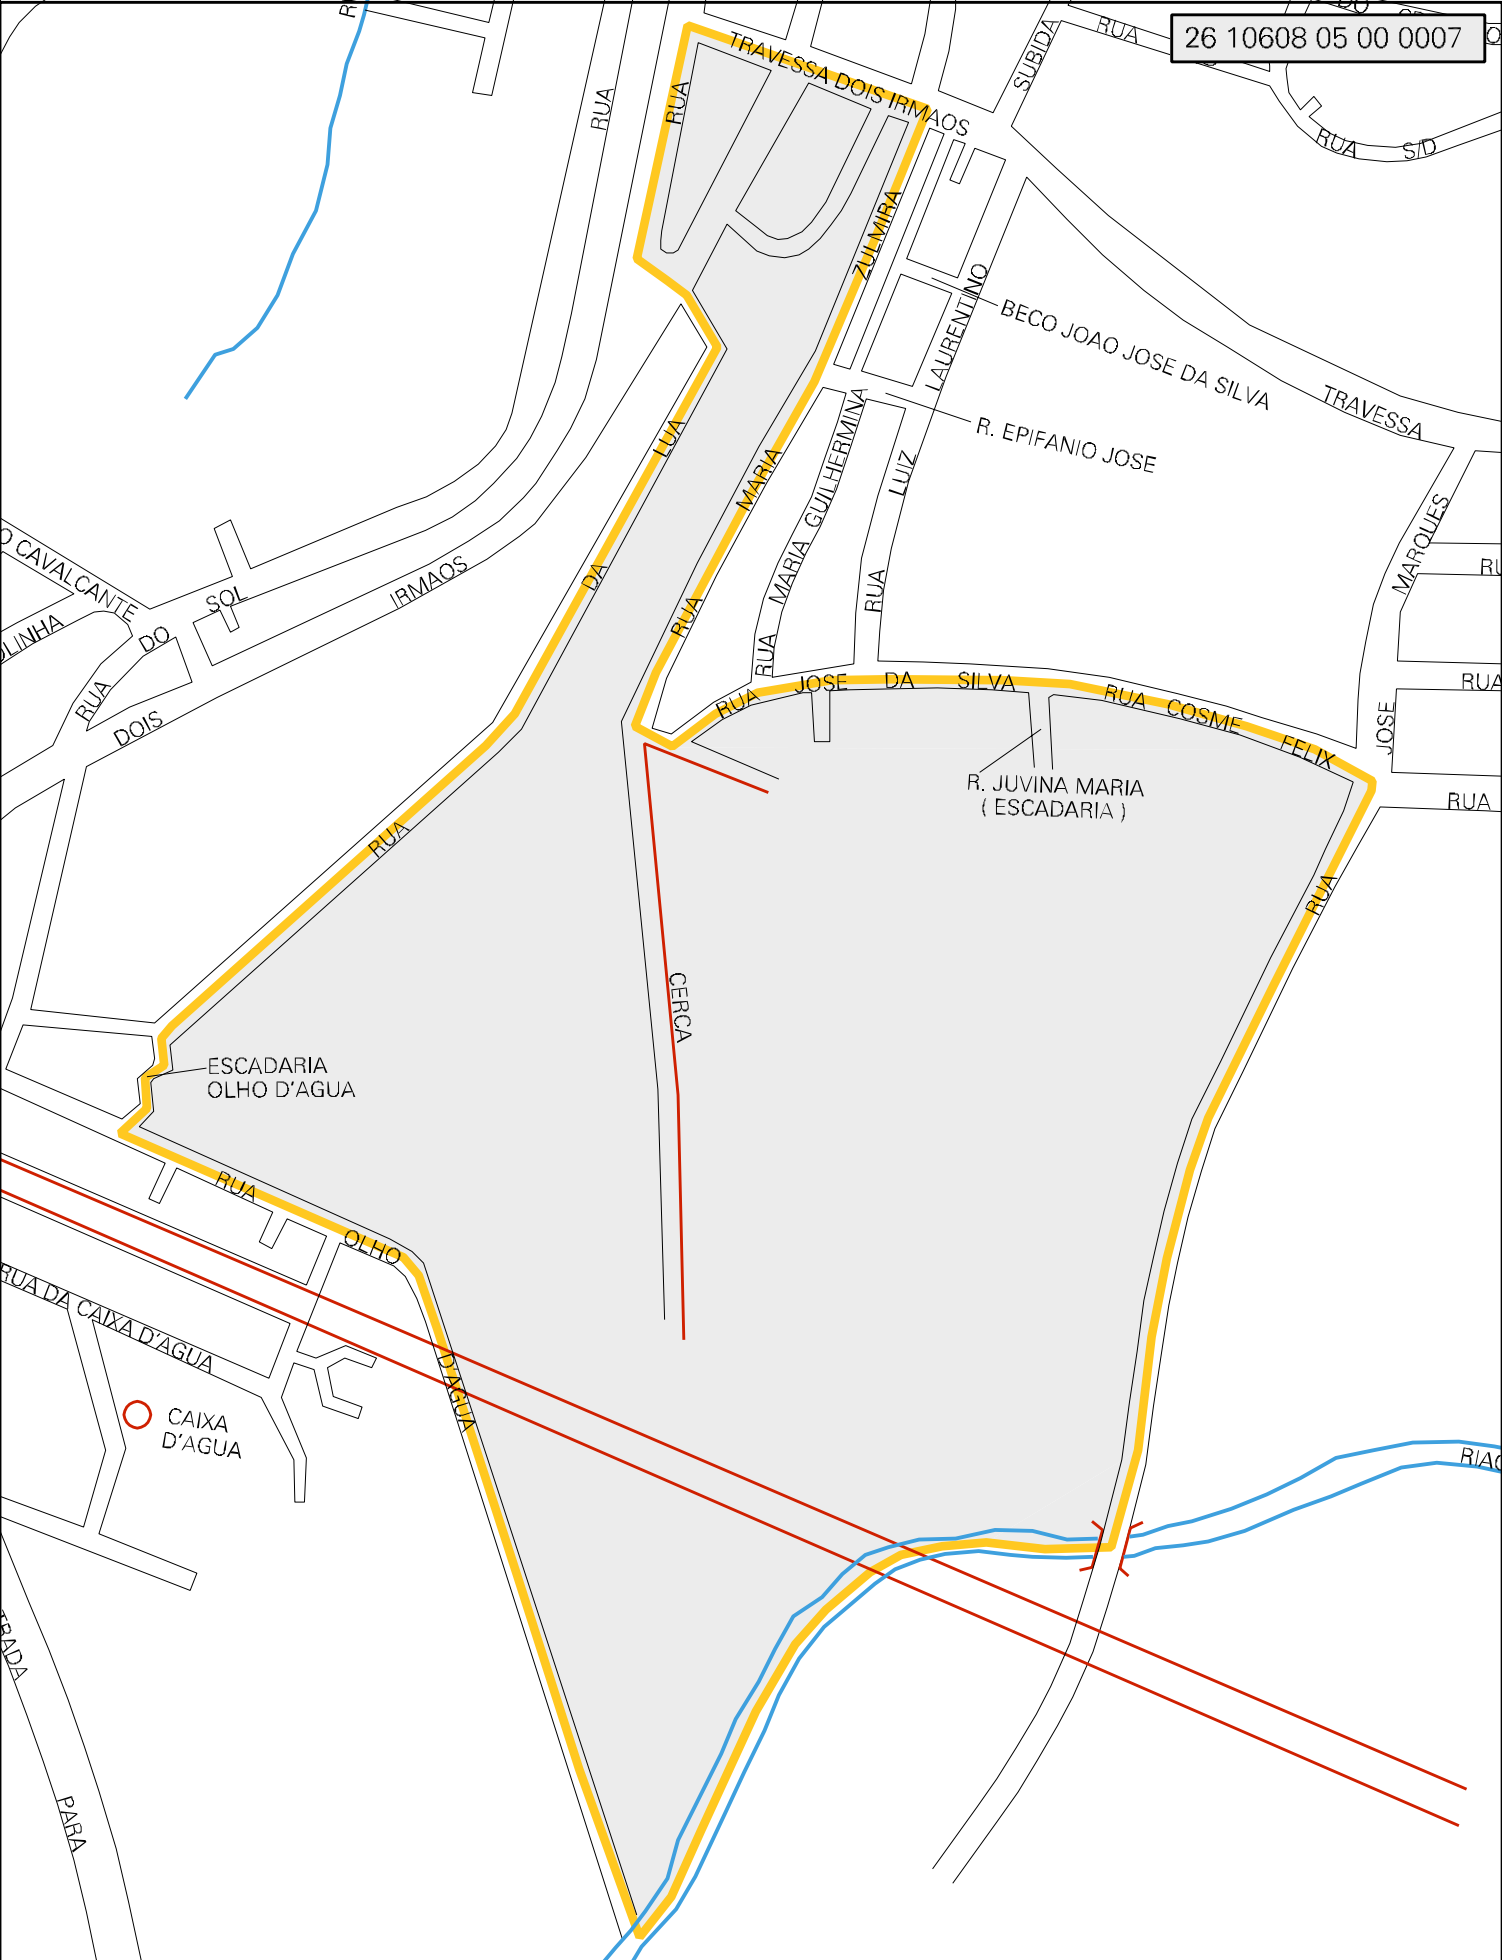 26 10608 05 00 0007
RUA
SUBIDA
TRAVESSA DOIS IRMAOS
RUA
RUA
RUA S/D
ZULMIRA
LAURENTINO
BECO JOAO JOSE DA SILVA
TRAVESSA
R. EPIFANIO JOSE
LUA
MARIA
MARIA GUILHERMINA
LUIZ
MARQUES
O CAVALCANTE
SOL
IRMAOS
DA
RUA
RUA
RUA
DO
OLINHA
RUA
DOIS
RUA JOSE DA SILVA
RUA COSME FELIX
JOSE
RUA
RUA
R. JUVINA MARIA
( ESCADARIA )
RUA
RUA
CERCA
ESCADARIA
OLHO D'AGUA
RUA
OLHO
D'AGUA
RUA DA CAIXA D'AGUA
CAIXA
D'AGUA
PARA